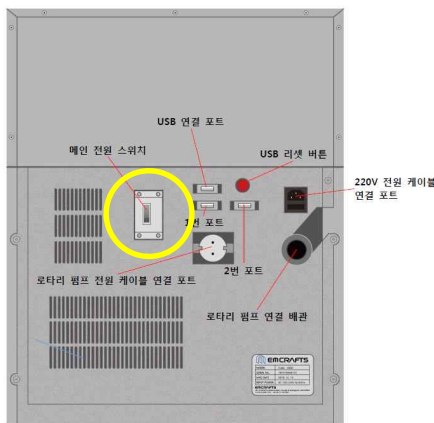 USB 연결 포트
메인 전원 스위치
USB 리셋 버튼
220V 전원 케이블
연결 포트
1번 포트
2번 포트
로타리 펌프 전원 케이블 연결 포트
로타리 펌프 연결 배관
EMCRAFTS